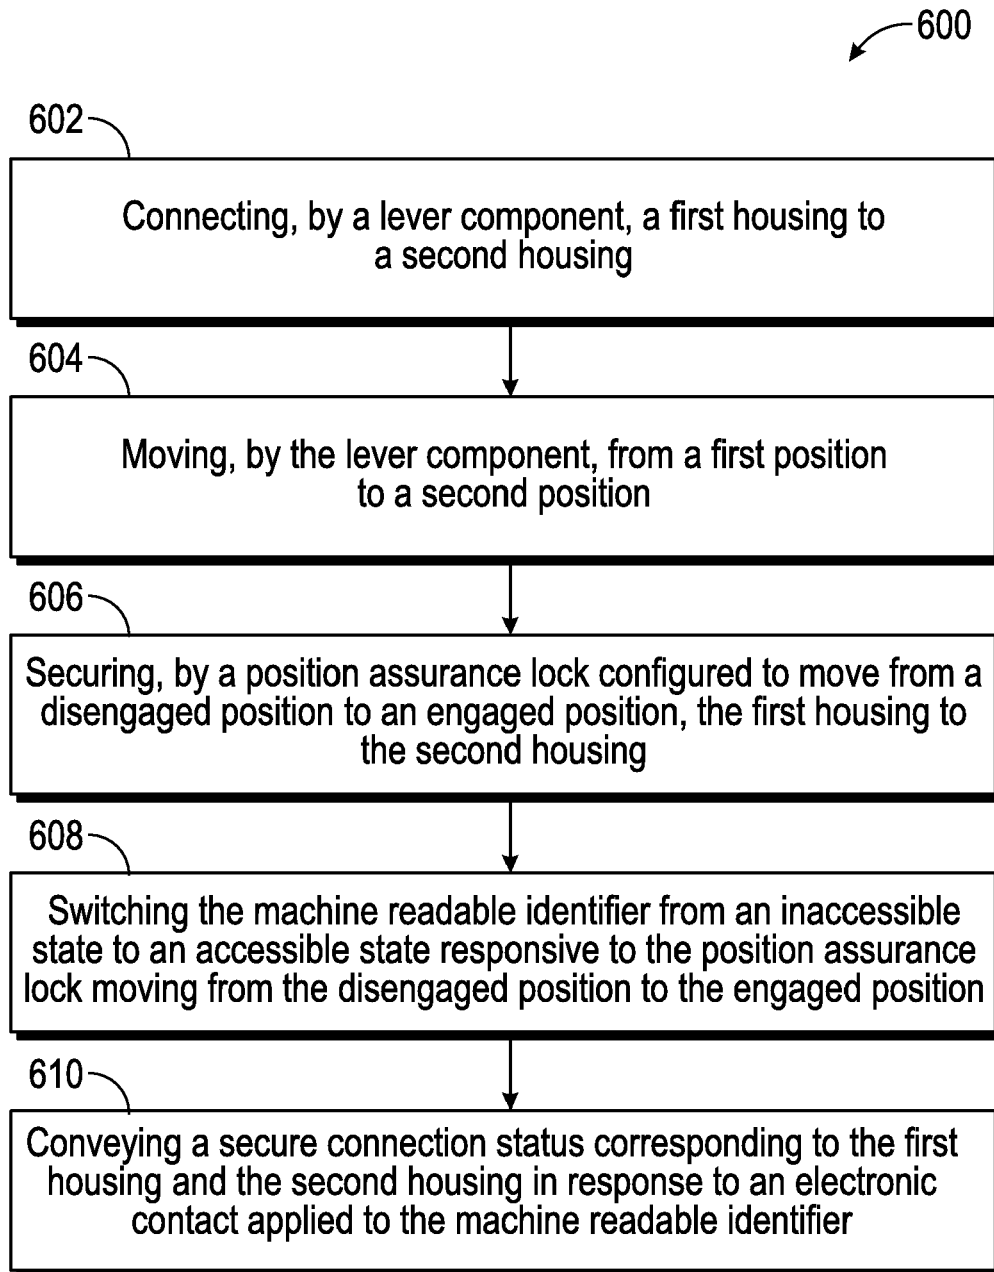 600
602
Connecting, by a lever component, a first housing to
a second housing
604
Moving, by the lever component, from a first position
to a second position
606
Securing, by a position assurance lock configured to move from a
disengaged position to an engaged position, the first housing to
the second housing
608
Switching the machine readable identifier from an inaccessible
state to an accessible state responsive to the position assurance
lock moving from the disengaged position to the engaged position
610
Conveying a secure connection status corresponding to the first
housing and the second housing in response to an electronic
contact applied to the machine readable identifier